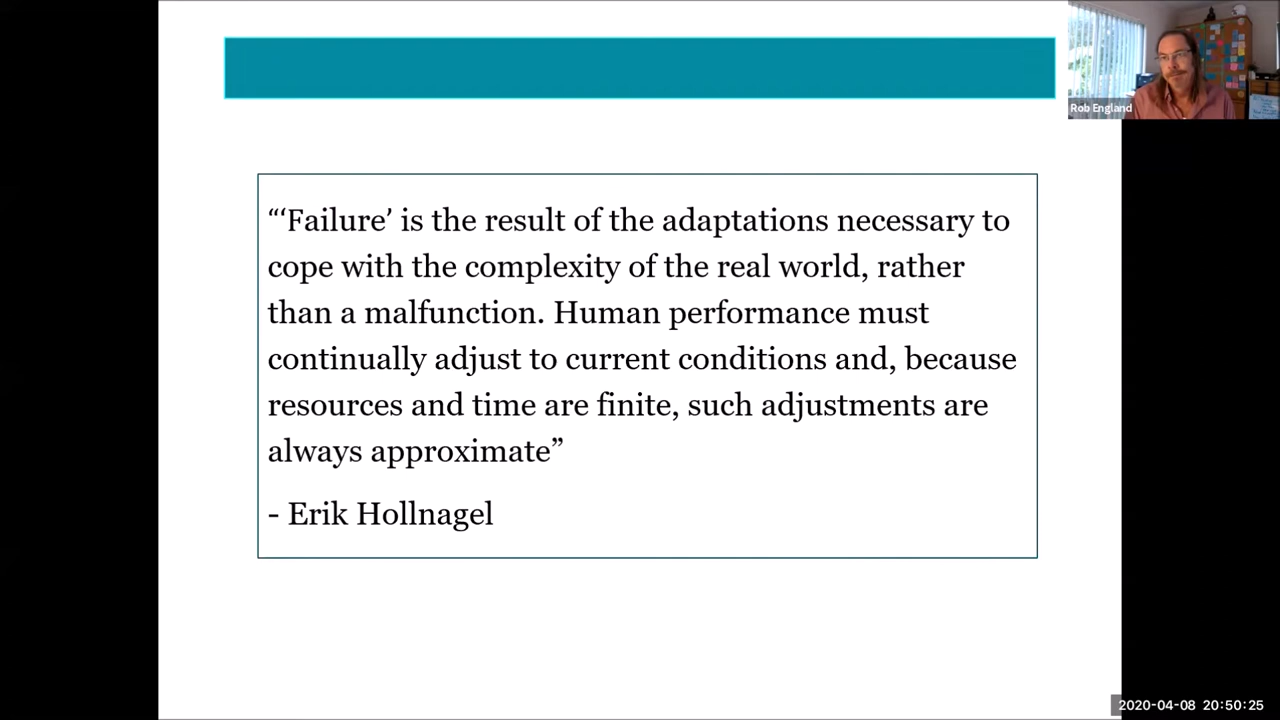 Rob England
“‘Failure’ is the result of the adaptations necessary to
cope with the complexity of the real world, rather
than a malfunction. Human performance must
continually adjust to current conditions and, because
resources and time are finite, such adjustments are
always approximate”
- Erik Hollnagel
2020-04-08 20:50:25